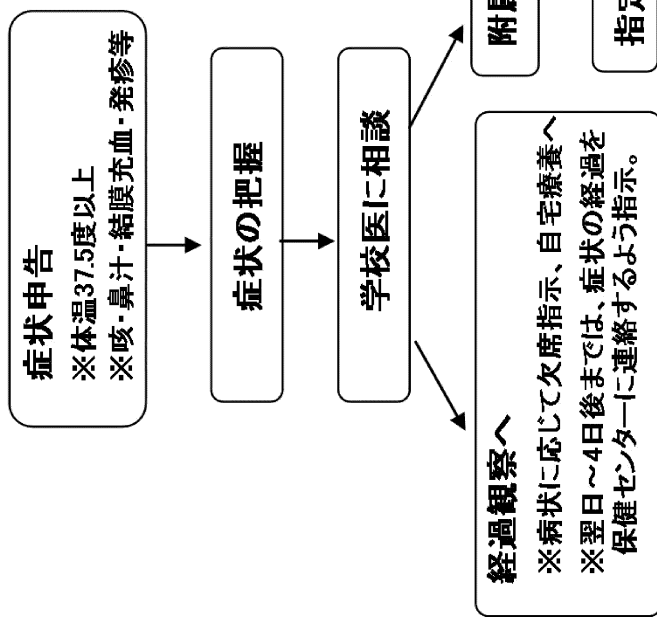 症状申告
※体温37.5度以上
※咳・鼻汁・結膜充血・発疹等
症状の把握
学校医に相談
経過観察へ
※病状に応じて欠席指示、自宅療養へ
※翌日～4日後までは、症状の経過を
保健センターに連絡するよう指示。
附属
指定